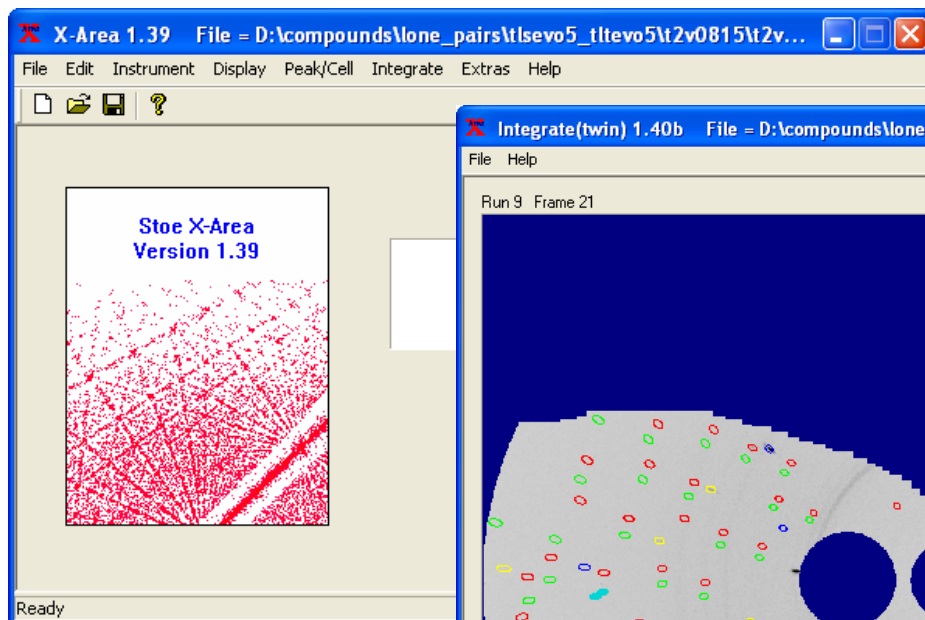 X-Area 1.39 File = D:\compounds\lone_pairs\tlsevo5_tltevo5\t2v0815\t2v...
File Edit Instrument Display Peak/Cell Integrate Extras Help
Integrate(twin) 1.40b File = D:\compounds\lone
File Help
Run 9 Frame 21
Stoe X-Area
Version 1.39
Ready